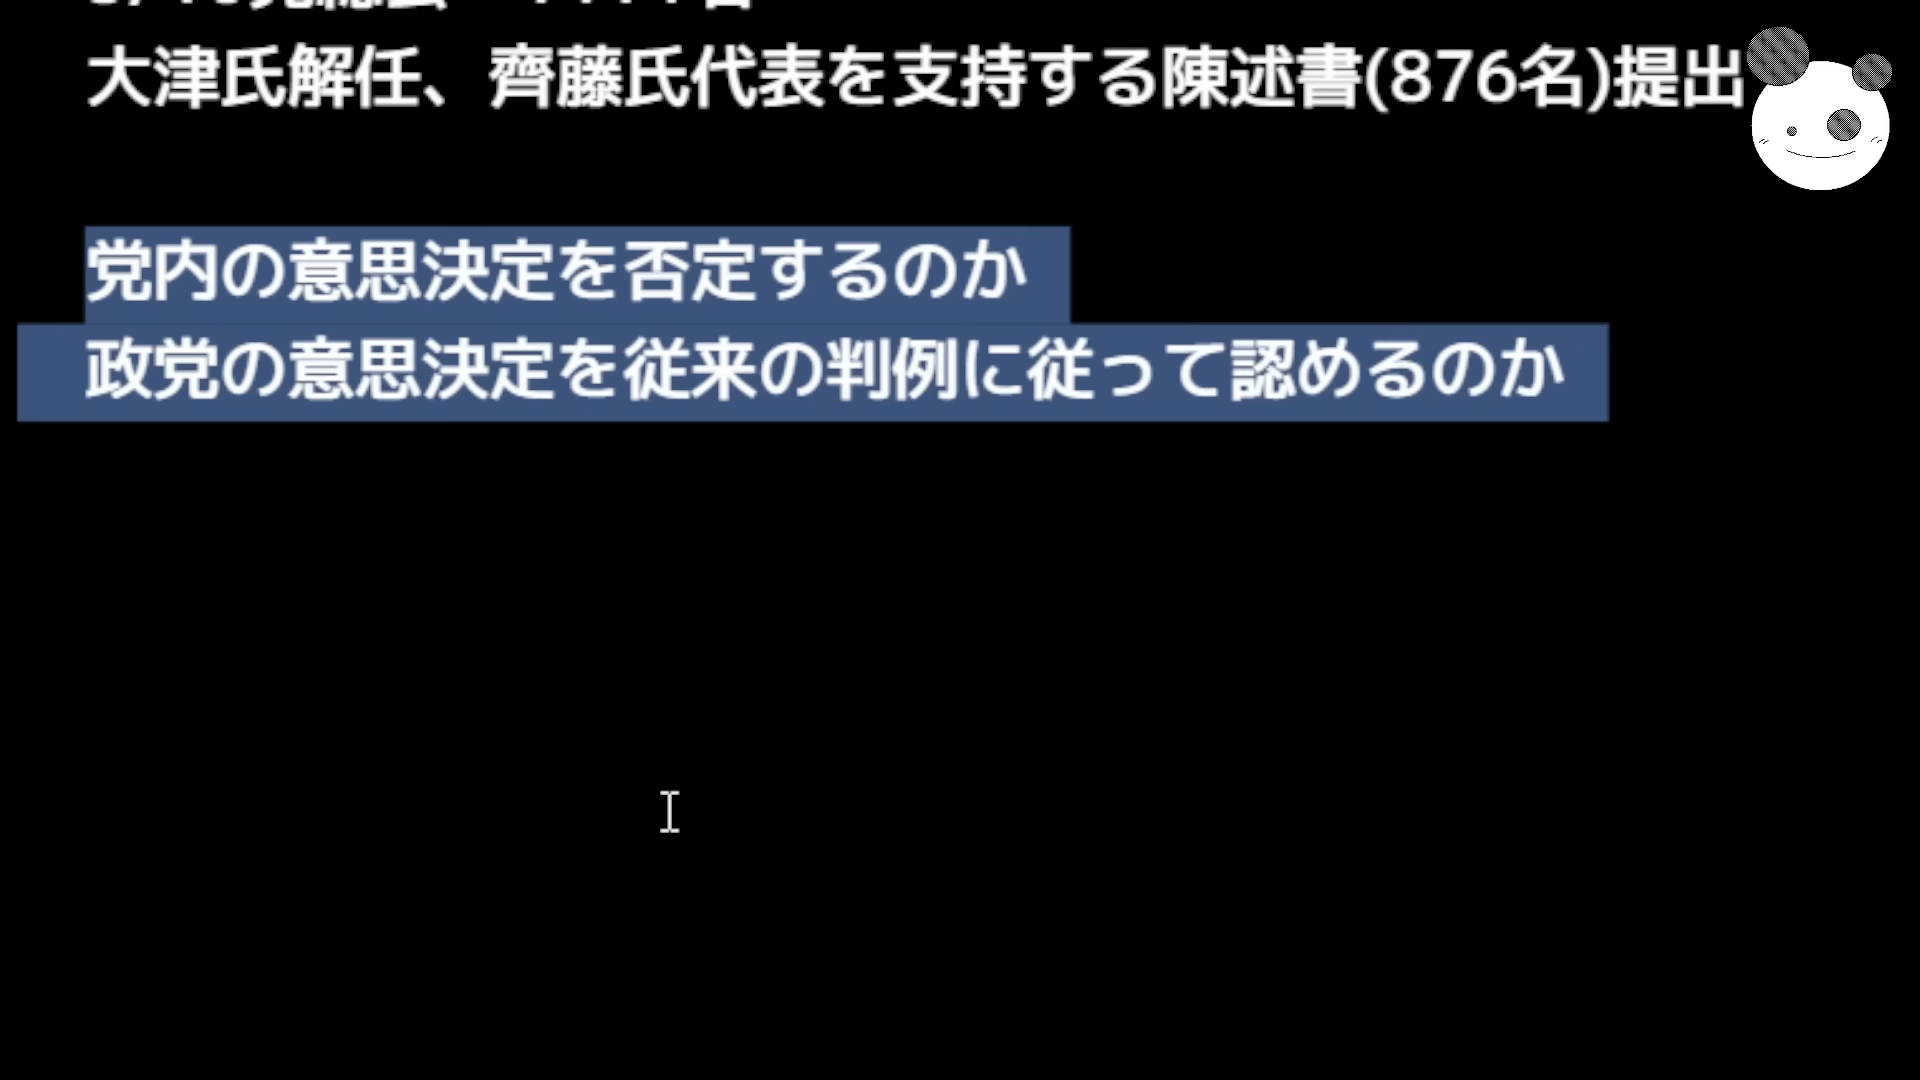 大津氏解任、齊藤氏代表を支持する陳述書(876名)提出
党内の意思決定を否定するのか
政党の意思決定を従来の判例に従って認めるのか